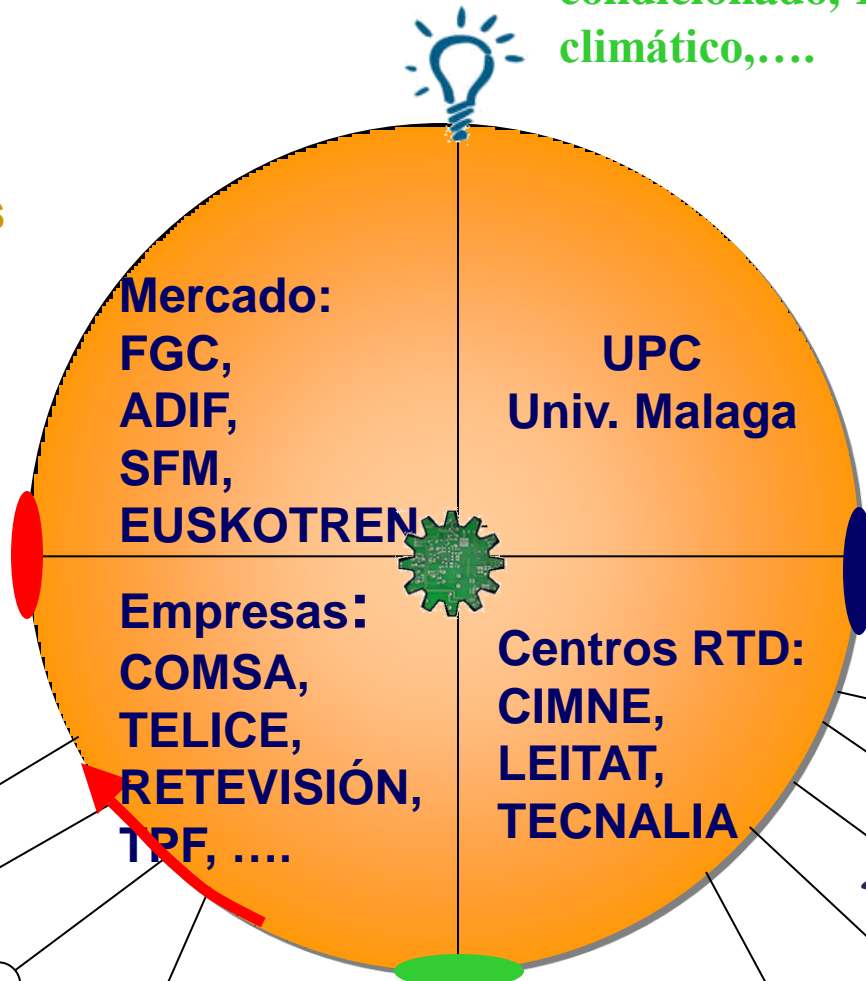 climático,….
Mercado:
FGC,
ADIF,
SFM,
EUSKOTREN
UPC
Univ. Malaga
Empresas:
COMSA,
TELICE,
RETEVISIÓN,
TPF, ….
Centros RTD:
CIMNE,
LEITAT,
TECNALIA